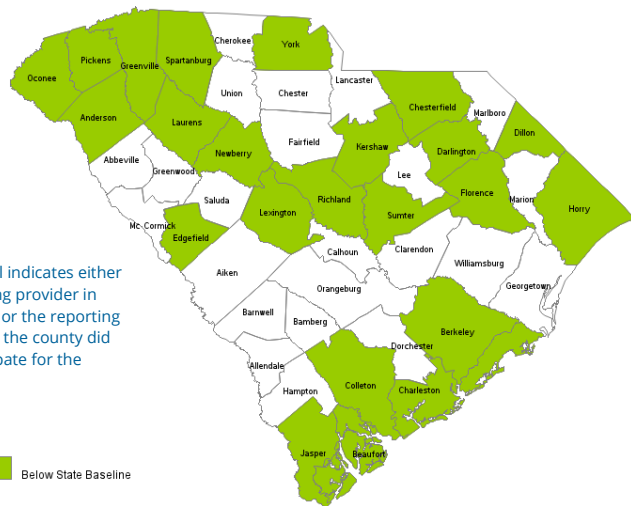 Cherokee
York
Pickens
Greenville
Spartanburg
Oconee
Lancaster
Union
Chester
Chesterfield
Marlboro
Anderson
Laurens
Dillon
Fairfield
Kershaw
Darlington
Newberry
Abbeville
Greenwood
Lee
Florence
Marion
Saluda
Lexington
Richland
Sumter
Horry
Mc Cormick
Edgefield
Calhoun
Clarendon
Williamsburg
Aiken
Orangeburg
Georgetown
Barnwell
Bamberg
Berkeley
Dorchester
Allendale
Colleton
Charleston
Hampton
Jasper
Beaufort
indicates either
ng provider in
or the reporting
the county did
pate for the
Below State Baseline